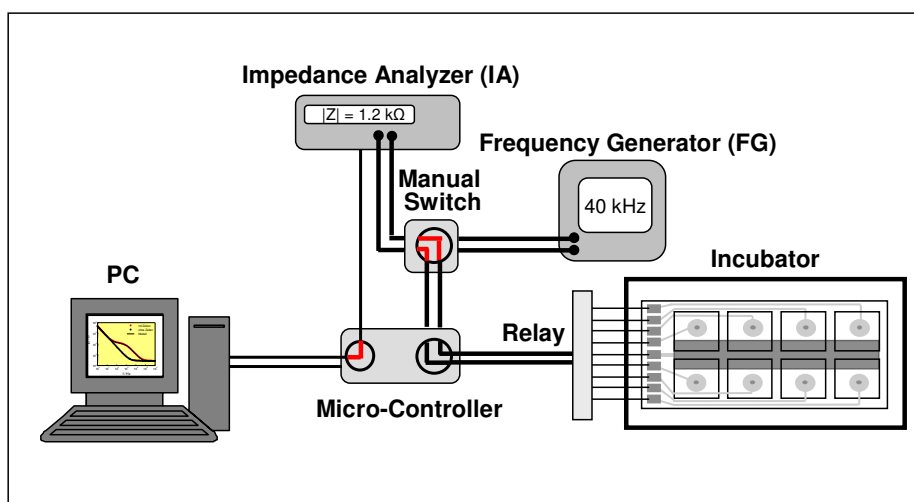 Impedance Analyzer (IA)
|Z| = 1.2 kΩ
Frequency Generator (FG)
Manual
Switch
40 kHz
PC
Incubator
Relay
Micro-Controller